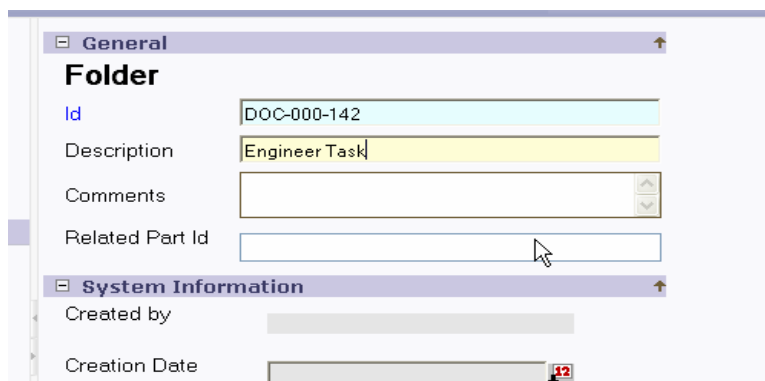 General
Folder
Id DOC-000-142
Description Engineer Task
Comments
Related Part Id
System Information
Created by
Creation Date 12